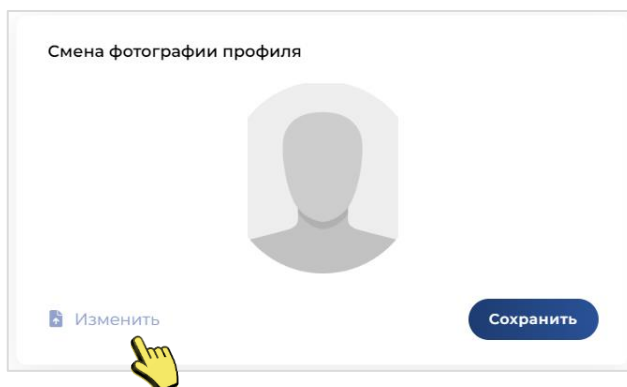 Смена фотографии профиля
Изменить
Сохранить